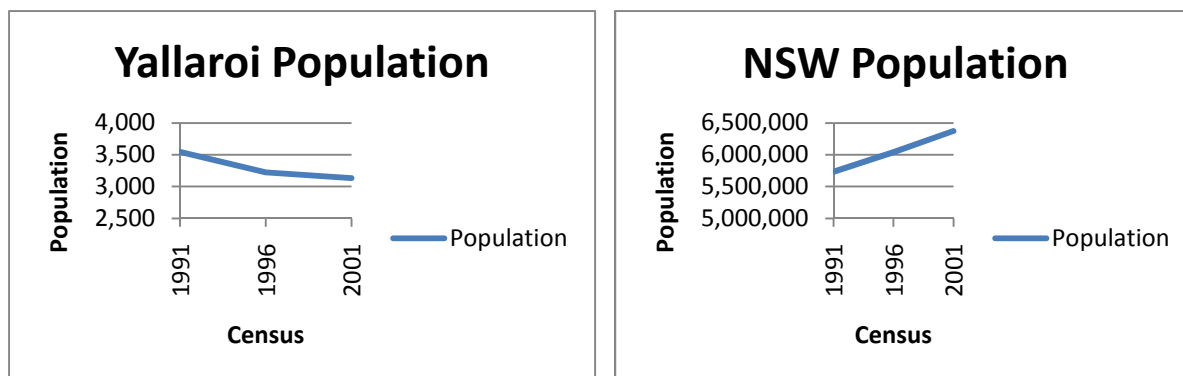 Yallaroi Population
4,000
3,500
3,000
2,500
Population
1991
1996
2001
Census
Population
NSW Population
6,500,000
6,000,000
5,500,000
5,000,000
Population
1991
1996
2001
Census
Population